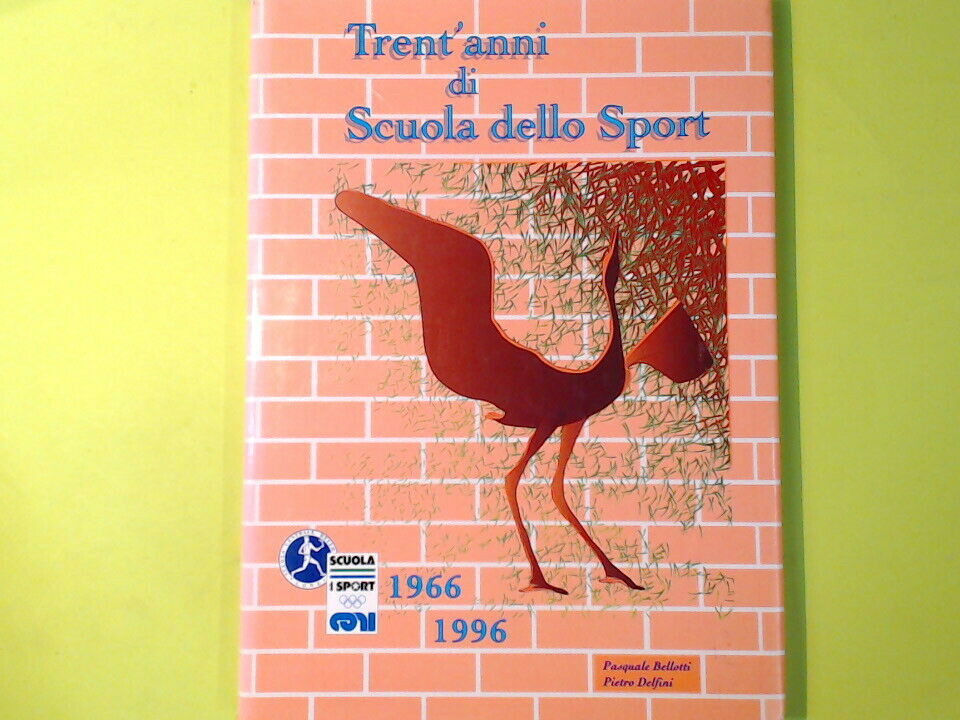 Trent'anni
di
Scuola dello Sport
SCUOLA
SPORT
1966
1996
Pasquale Bellotti
Pietro Delfini